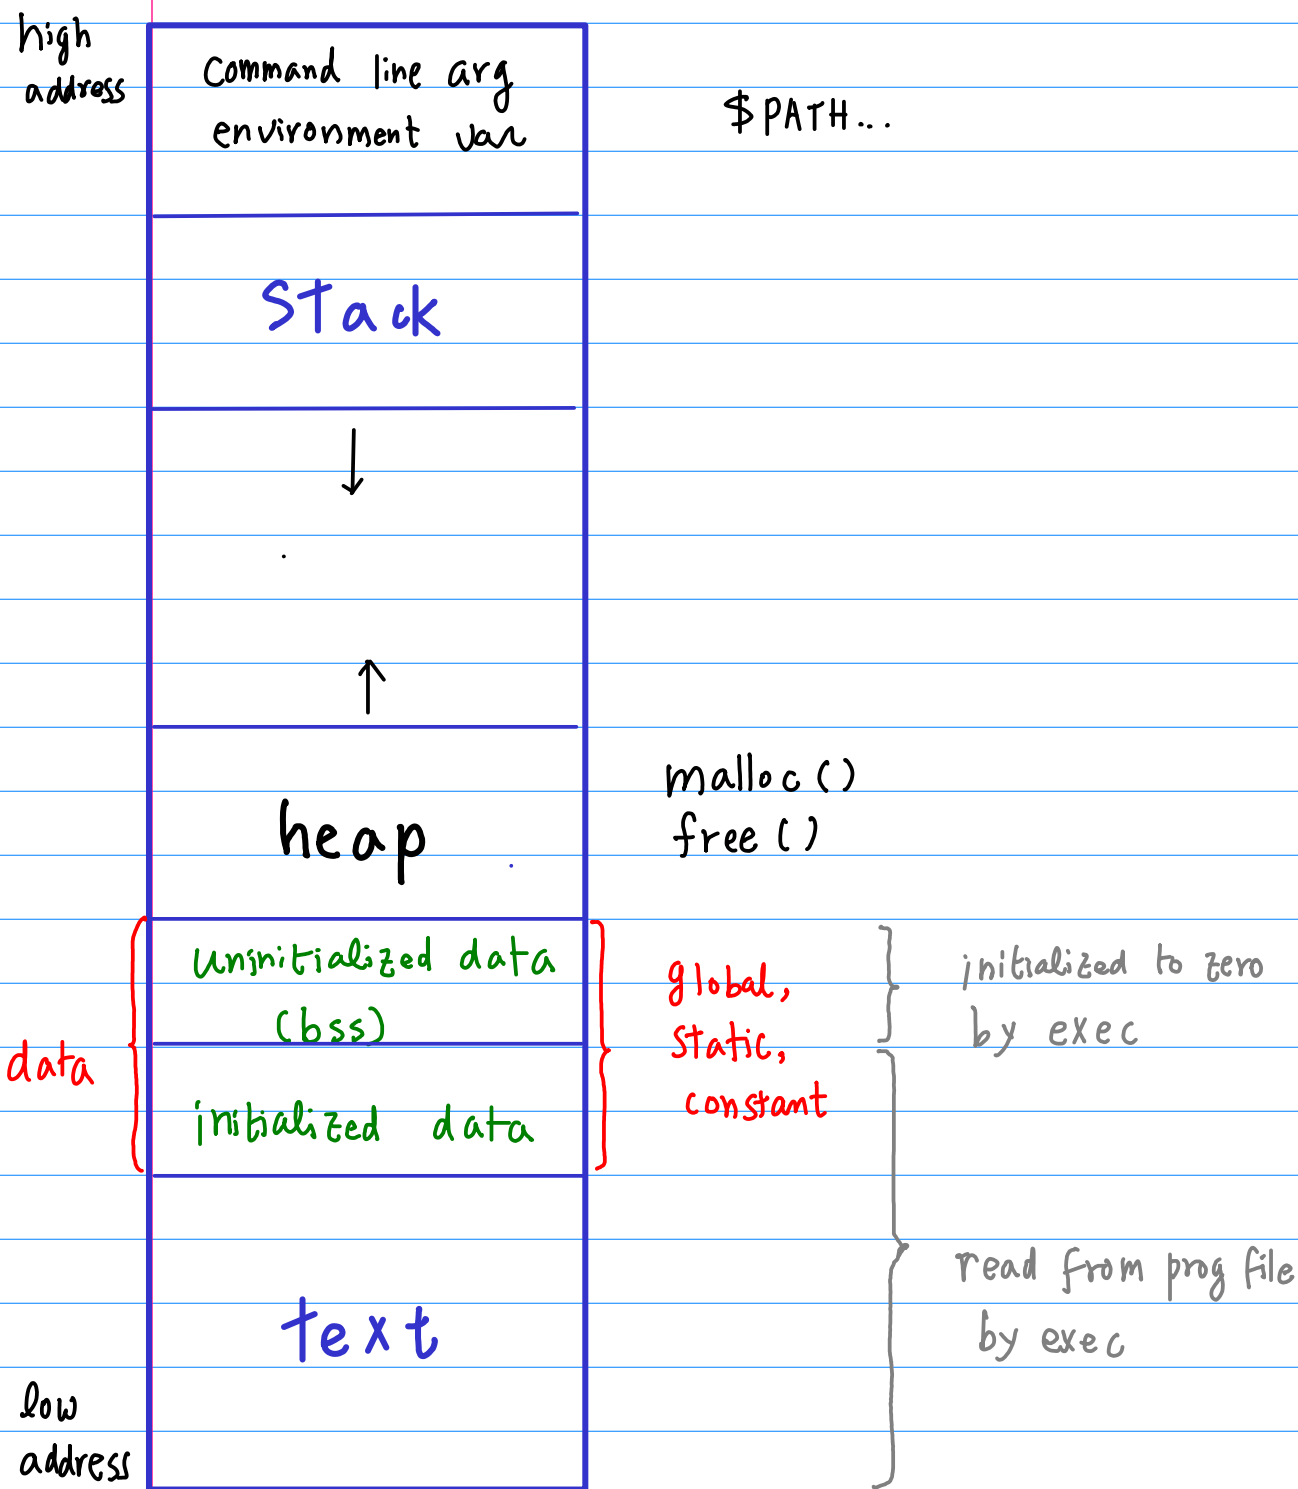 high
address
command line arg
environment var
$PATH...
stack
↓
↑
malloc()
free()
heap
uninitialized data
(bss)
data
initialized data
global,
static,
constant
initialized to zero
by exec
read from prog file
by exec
text
low
address